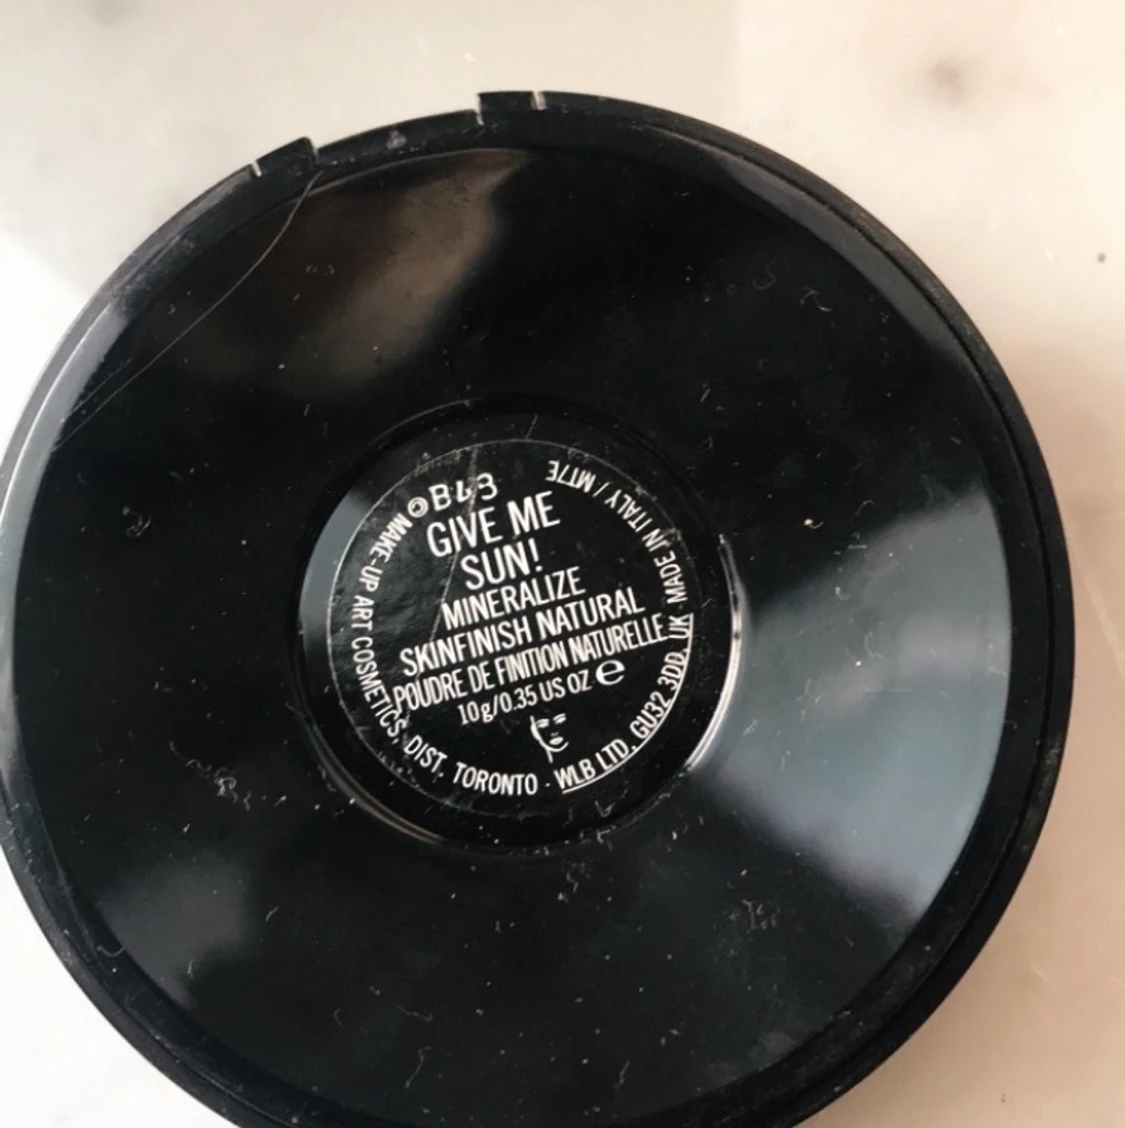 B43
GIVE ME
SUN!
MINERALIZE
SKINFINISH NATURAL
POUDRE DE FINITION NATURELLE
10g/0.35 US OZ e
© MAKE-UP ART COSMETICS, DIST. TORONTO · WLB LTD, GU32 3DD, UK MADE IN ITALY / MT7E